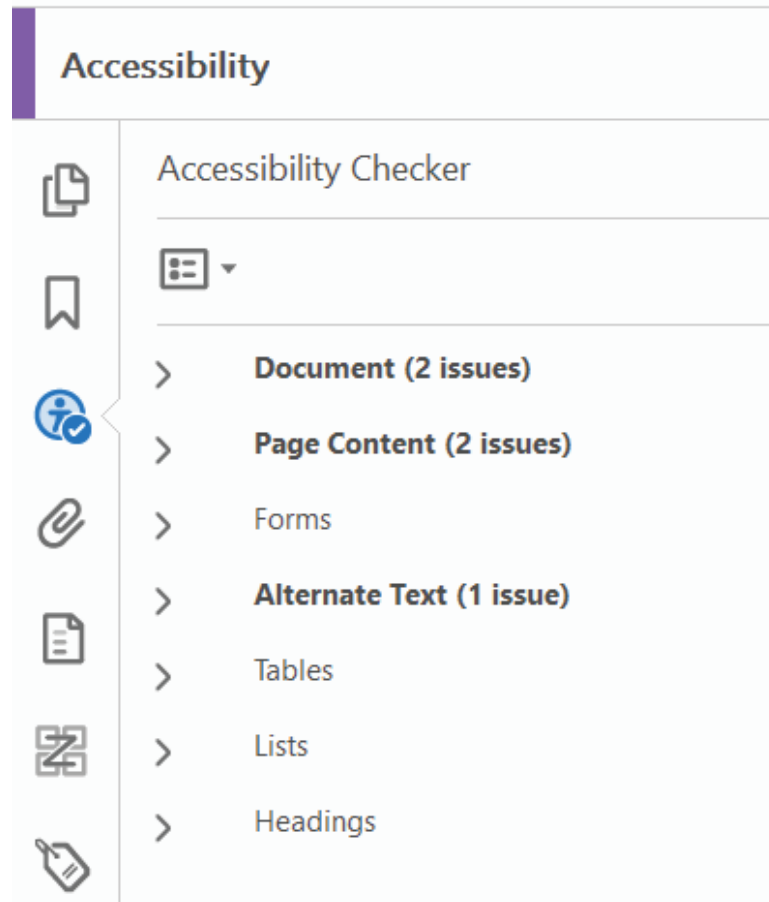 Accessibility
Accessibility Checker
Document (2 issues)
Page Content (2 issues)
Forms
Alternate Text (1 issue)
Tables
Lists
Headings